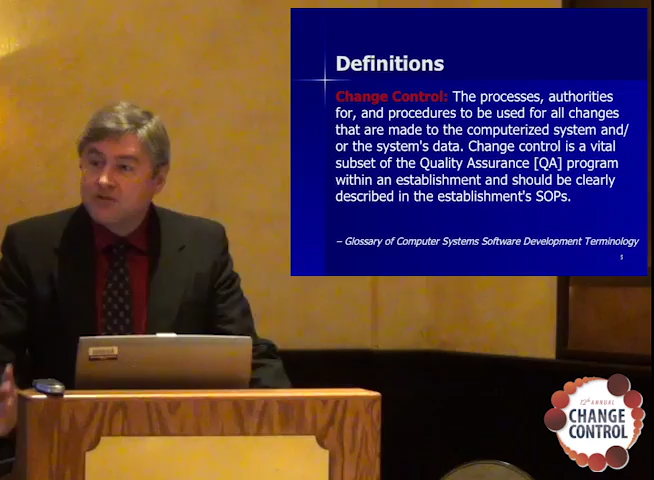 Definitions
Change Control: The processes, authorities
for, and procedures to be used for all changes
that are made to the computerized system and/
or the system's data. Change control is a vital
subset of the Quality Assurance [QA] program
within an establishment and should be clearly
described in the establishment's SOPs.
– Glossary of Computer Systems Software Development Terminology
12th ANNUAL
CHANGE
CONTROL